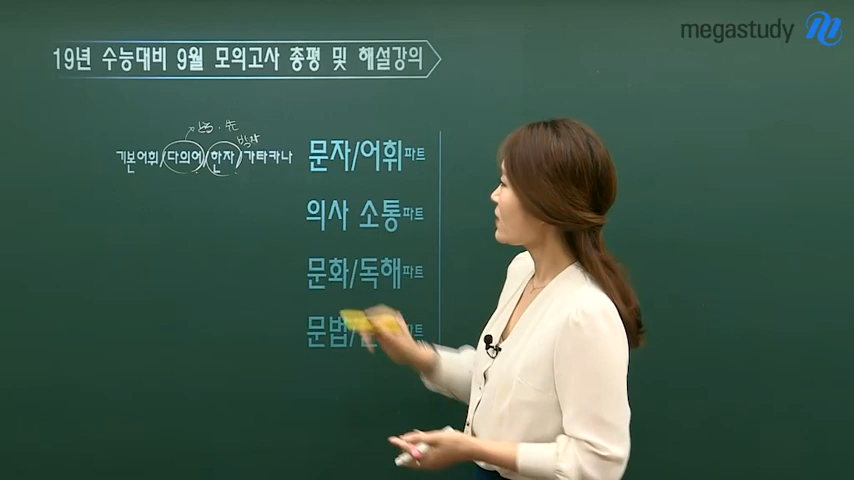 megastudy
19년 수능대비 9월 모의고사 총평 및 해설강의
기본어휘/다의어/한자/가타카나
문자/어휘파트
의사 소통파트
문화/독해파트
문법/